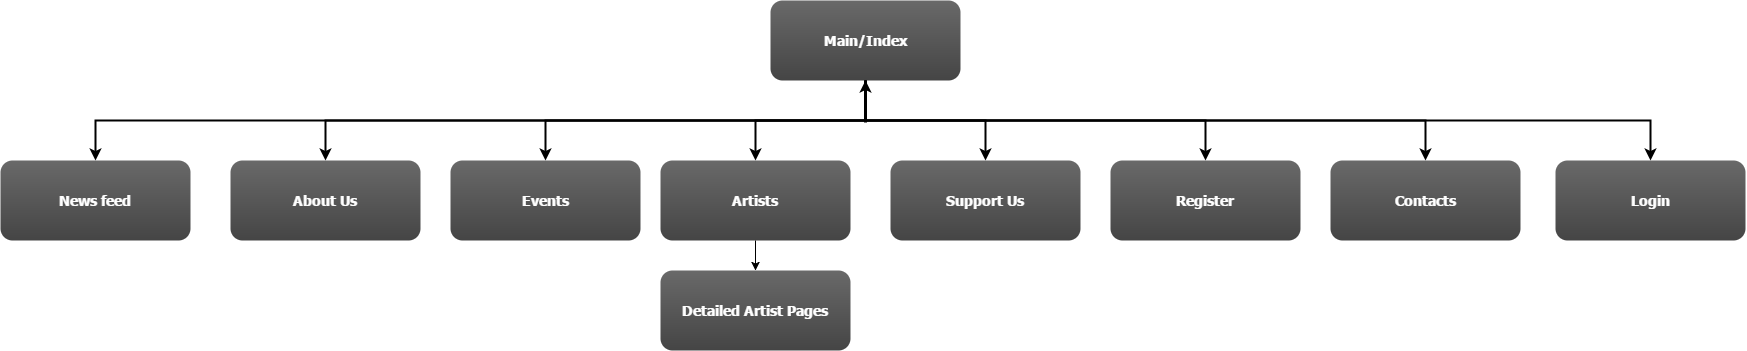 Main/Index
News feed
About Us
Events
Artists
Support Us
Register
Contacts
Login
Detailed Artist Pages